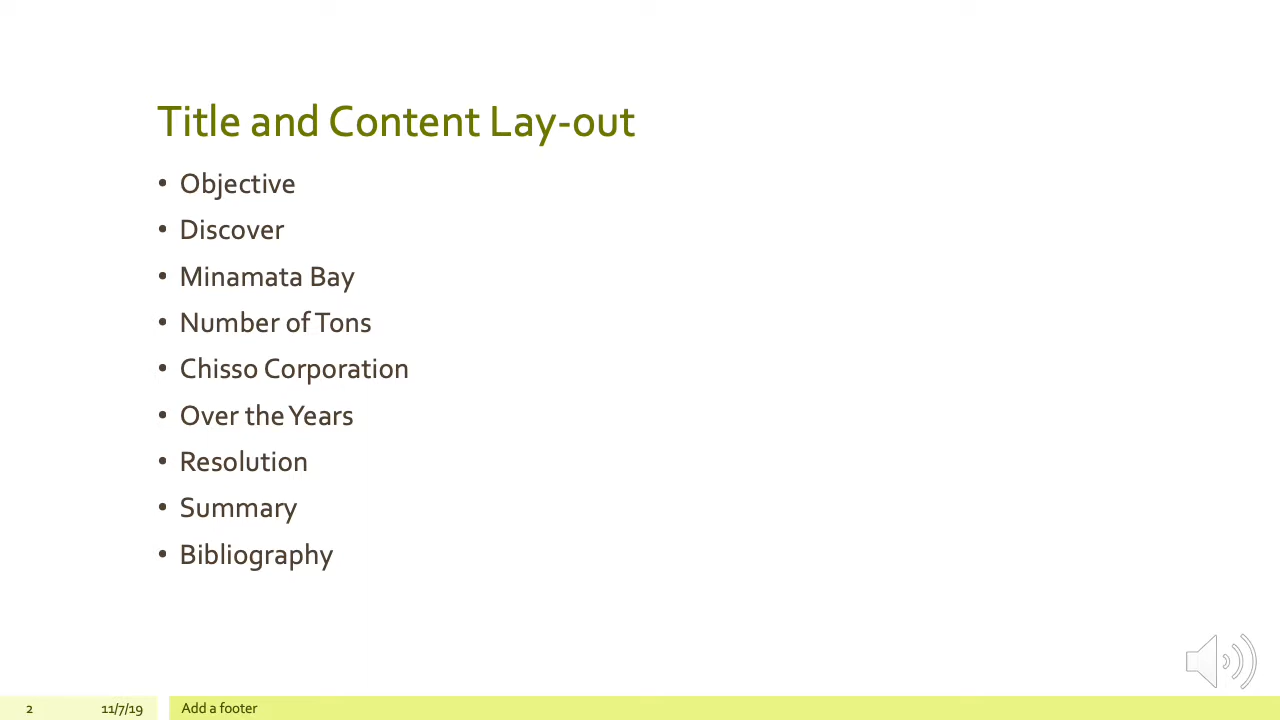 Title and Content Lay-out
• Objective
• Discover
• Minamata Bay
• Number of Tons
• Chisso Corporation
• Over the Years
• Resolution
• Summary
• Bibliography
2 11/7/19 Add a footer